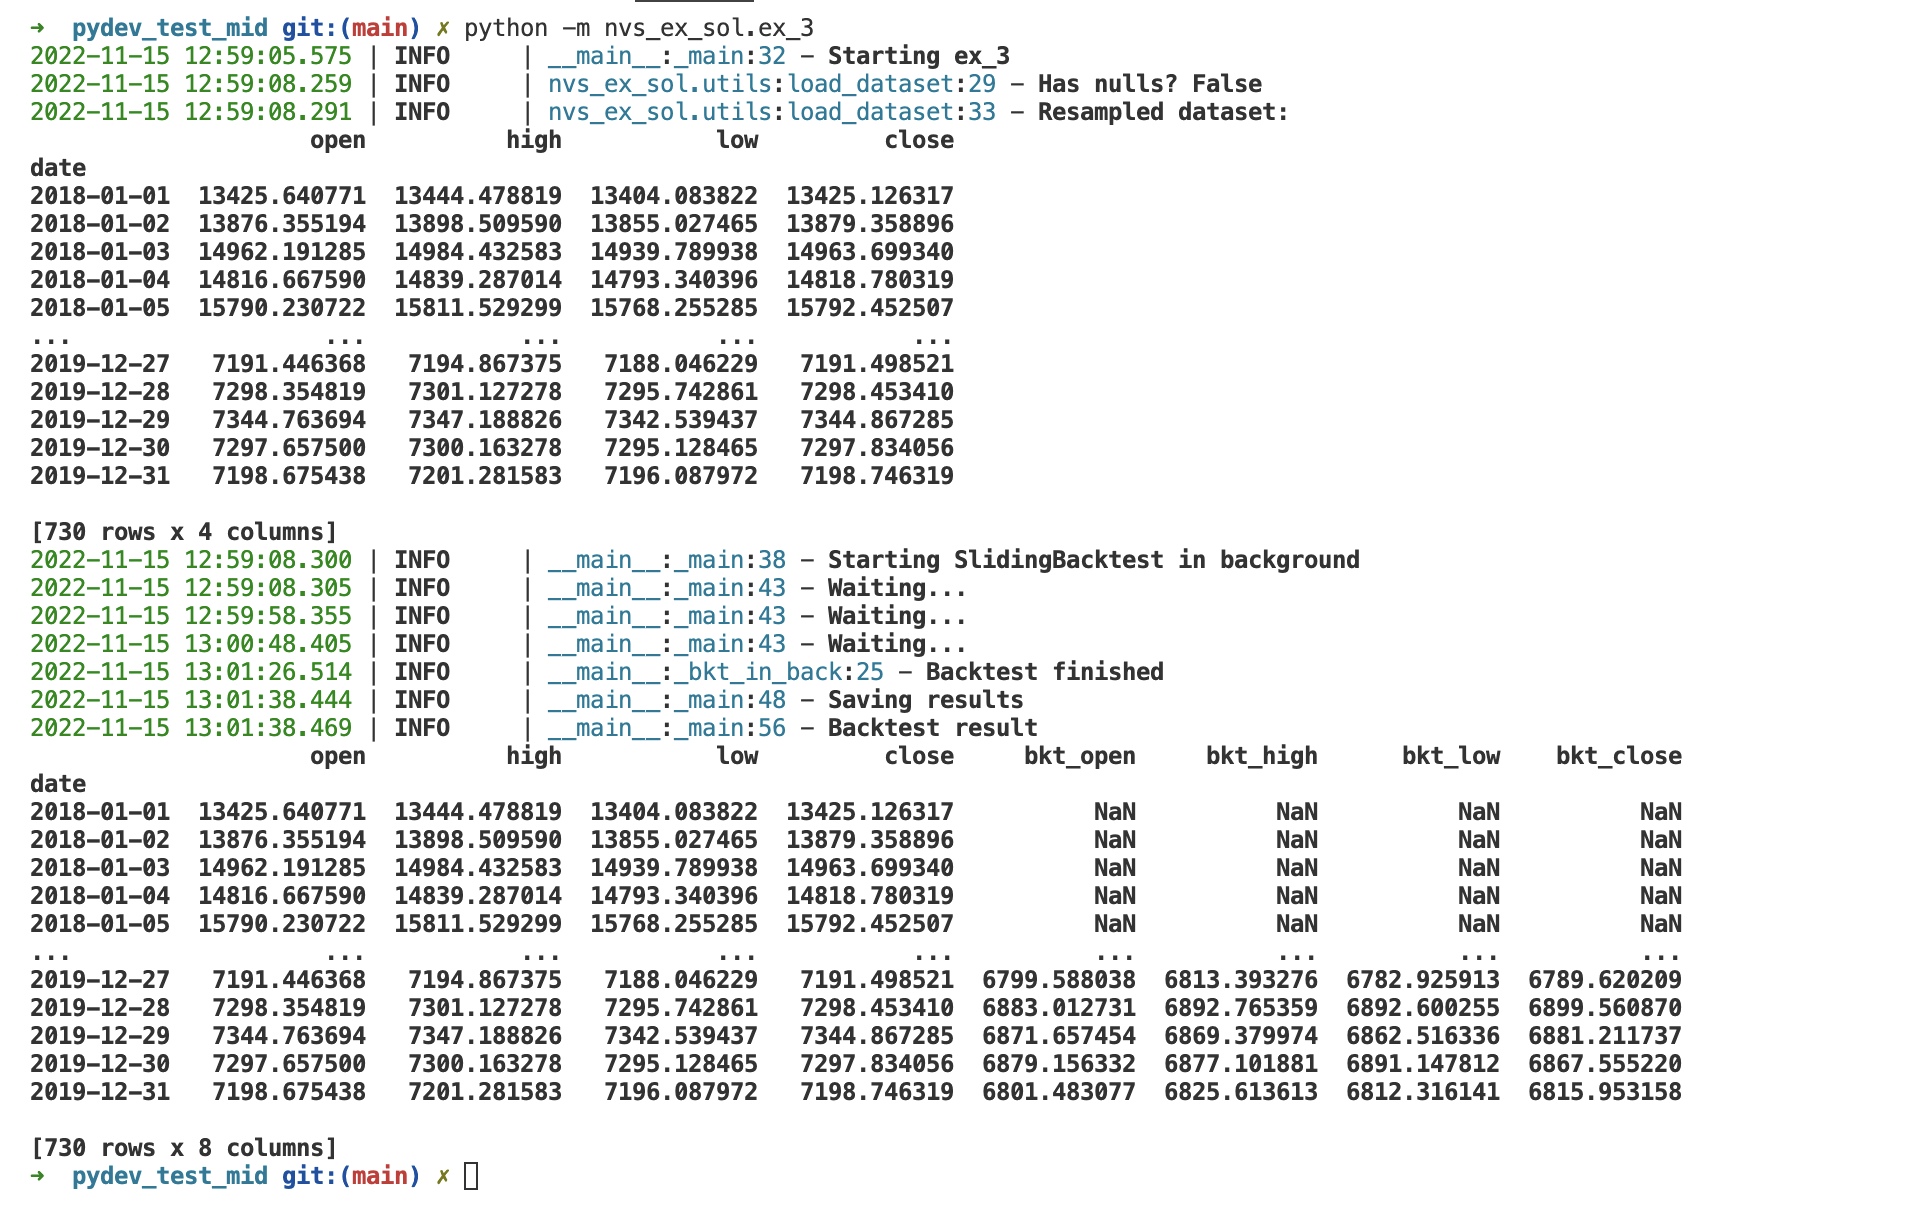 ➜  pydev_test_mid git:(main) ✗ python -m nvs_ex_sol.ex_3
2022-11-15 12:59:05.575 | INFO     | __main__:_main:32 - Starting ex_3
2022-11-15 12:59:08.259 | INFO     | nvs_ex_sol.utils:load_dataset:29 - Has nulls? False
2022-11-15 12:59:08.291 | INFO     | nvs_ex_sol.utils:load_dataset:33 - Resampled dataset:
                    open          high           low         close
date
2018-01-01  13425.640771  13444.478819  13404.083822  13425.126317
2018-01-02  13876.355194  13898.509590  13855.027465  13879.358896
2018-01-03  14962.191285  14984.432583  14939.789938  14963.699340
2018-01-04  14816.667590  14839.287014  14793.340396  14818.780319
2018-01-05  15790.230722  15811.529299  15768.255285  15792.452507
...                  ...           ...           ...           ...
2019-12-27   7191.446368   7194.867375   7188.046229   7191.498521
2019-12-28   7298.354819   7301.127278   7295.742861   7298.453410
2019-12-29   7344.763694   7347.188826   7342.539437   7344.867285
2019-12-30   7297.657500   7300.163278   7295.128465   7297.834056
2019-12-31   7198.675438   7201.281583   7196.087972   7198.746319

[730 rows x 4 columns]
2022-11-15 12:59:08.300 | INFO     | __main__:_main:38 - Starting SlidingBacktest in background
2022-11-15 12:59:08.305 | INFO     | __main__:_main:43 - Waiting...
2022-11-15 12:59:58.355 | INFO     | __main__:_main:43 - Waiting...
2022-11-15 13:00:48.405 | INFO     | __main__:_main:43 - Waiting...
2022-11-15 13:01:26.514 | INFO     | __main__:_bkt_in_back:25 - Backtest finished
2022-11-15 13:01:38.444 | INFO     | __main__:_main:48 - Saving results
2022-11-15 13:01:38.469 | INFO     | __main__:_main:56 - Backtest result
                    open          high           low         close     bkt_open     bkt_high      bkt_low    bkt_close
date
2018-01-01  13425.640771  13444.478819  13404.083822  13425.126317          NaN          NaN          NaN          NaN
2018-01-02  13876.355194  13898.509590  13855.027465  13879.358896          NaN          NaN          NaN          NaN
2018-01-03  14962.191285  14984.432583  14939.789938  14963.699340          NaN          NaN          NaN          NaN
2018-01-04  14816.667590  14839.287014  14793.340396  14818.780319          NaN          NaN          NaN          NaN
2018-01-05  15790.230722  15811.529299  15768.255285  15792.452507          NaN          NaN          NaN          NaN
...                  ...           ...           ...           ...          ...          ...          ...          ...
2019-12-27   7191.446368   7194.867375   7188.046229   7191.498521  6799.588038  6813.393276  6782.925913  6789.620209
2019-12-28   7298.354819   7301.127278   7295.742861   7298.453410  6883.012731  6892.765359  6892.600255  6899.560870
2019-12-29   7344.763694   7347.188826   7342.539437   7344.867285  6871.657454  6869.379974  6862.516336  6881.211737
2019-12-30   7297.657500   7300.163278   7295.128465   7297.834056  6879.156332  6877.101881  6891.147812  6867.555220
2019-12-31   7198.675438   7201.281583   7196.087972   7198.746319  6801.483077  6825.613613  6812.316141  6815.953158

[730 rows x 8 columns]
➜  pydev_test_mid git:(main) ✗